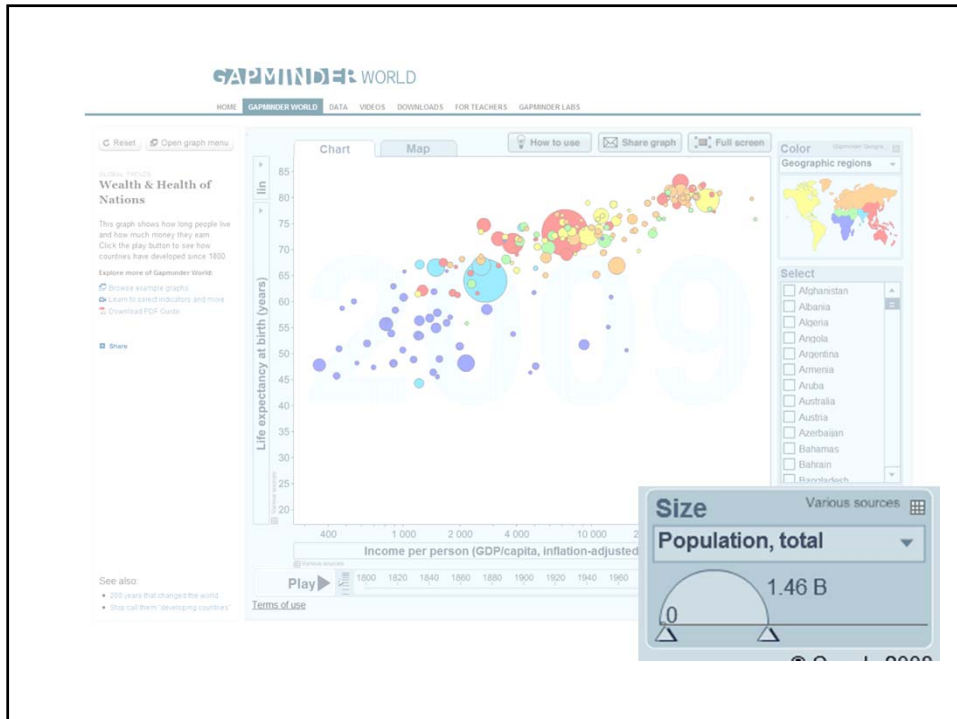 GAPMINDER WORLD
HOME GAPMINDER WORLD DATA VIDEOS DOWNLOADS FOR TEACHERS GAPMINDER LABS
Reset Open graph menu
GLOBAL TRENDS
Wealth & Health of
Nations
This graph shows how long people live
and how much money they earn
Click the play button to see how
countries have developed since 1800
Explore more of Gapminder World:
Browse example graphs
Learn to select indicators and more
Download PDF Guide
Share
See also:
200 years that changed the world
Stop call them "developing countries"
Chart Map
How to use Share graph Full screen
lin
Life expectancy at birth (years)
Various sources
85
80
75
70
65
60
55
50
45
40
35
30
25
20
2009
400 1 000 2 000 4 000 10 000
Income per person (GDP/capita, inflation-adjusted
Various sources
Play 1800 1820 1840 1860 1880 1900 1920 1940 1960
Terms of use
Color
Geographic regions
Select
Afghanistan
Albania
Algeria
Angola
Argentina
Armenia
Aruba
Australia
Austria
Azerbaijan
Bahamas
Bahrain
Bangladesh
Size Various sources
Population, total
1.46 B
0